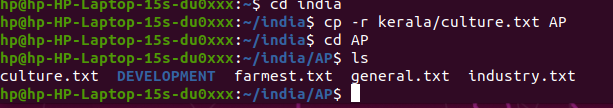 hp@hp-HP-Laptop-15s-du0xxx:~$ cd india
hp@hp-HP-Laptop-15s-du0xxx:~/india$ cp -r kerala/culture.txt AP
hp@hp-HP-Laptop-15s-du0xxx:~/india$ cd AP
hp@hp-HP-Laptop-15s-du0xxx:~/india/AP$ ls
culture.txt DEVELOPMENT farmest.txt general.txt industry.txt
hp@hp-HP-Laptop-15s-du0xxx:~/india/AP$